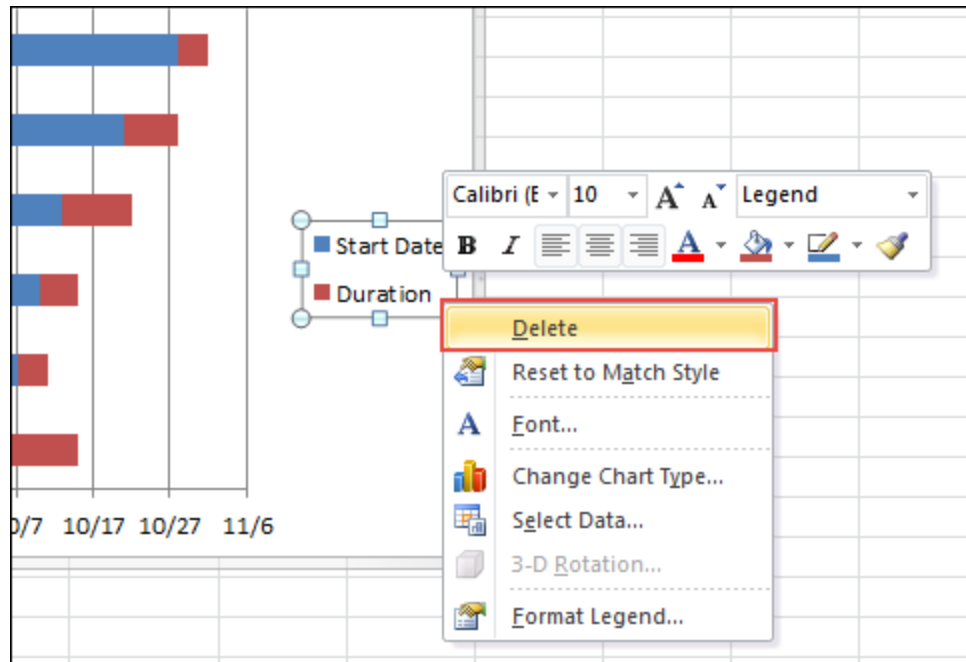 Calibri (E 10 A A Legend
Start Date B I A
Duration
Delete
Reset to Match Style
A Font...
Change Chart Type...
Select Data...
3-D Rotation...
Format Legend...
0/7 10/17 10/27 11/6